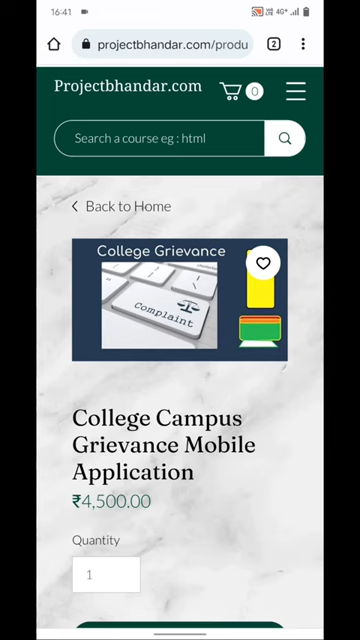 16:41
4G+
projectbhandar.com/produ
2
Projectbhandar.com
0
Search a course eg : html
Back to Home
College Grievance
Complaint
College Campus
Grievance Mobile
Application
₹4,500.00
Quantity
1